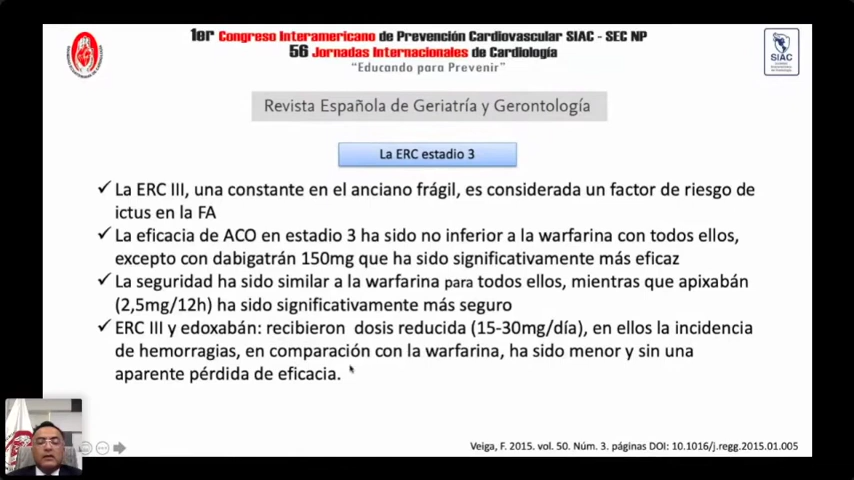 1er Congreso Interamericano de Prevención Cardiovascular SIAC - SEC NP
56 Jornadas Internacionales de Cardiología
“Educando para Prevenir”
SIAC
Revista Española de Geriatría y Gerontología
La ERC estadio 3
✓ La ERC III, una constante en el anciano frágil, es considerada un factor de riesgo de
ictus en la FA
✓ La eficacia de ACO en estadio 3 ha sido no inferior a la warfarina con todos ellos,
excepto con dabigatrán 150mg que ha sido significativamente más eficaz
✓ La seguridad ha sido similar a la warfarina para todos ellos, mientras que apixabán
(2,5mg/12h) ha sido significativamente más seguro
✓ ERC III y edoxabán: recibieron dosis reducida (15-30mg/día), en ellos la incidencia
de hemorragias, en comparación con la warfarina, ha sido menor y sin una
aparente pérdida de eficacia.
Veiga, F. 2015. vol. 50. Núm. 3. páginas DOI: 10.1016/j.regg.2015.01.005